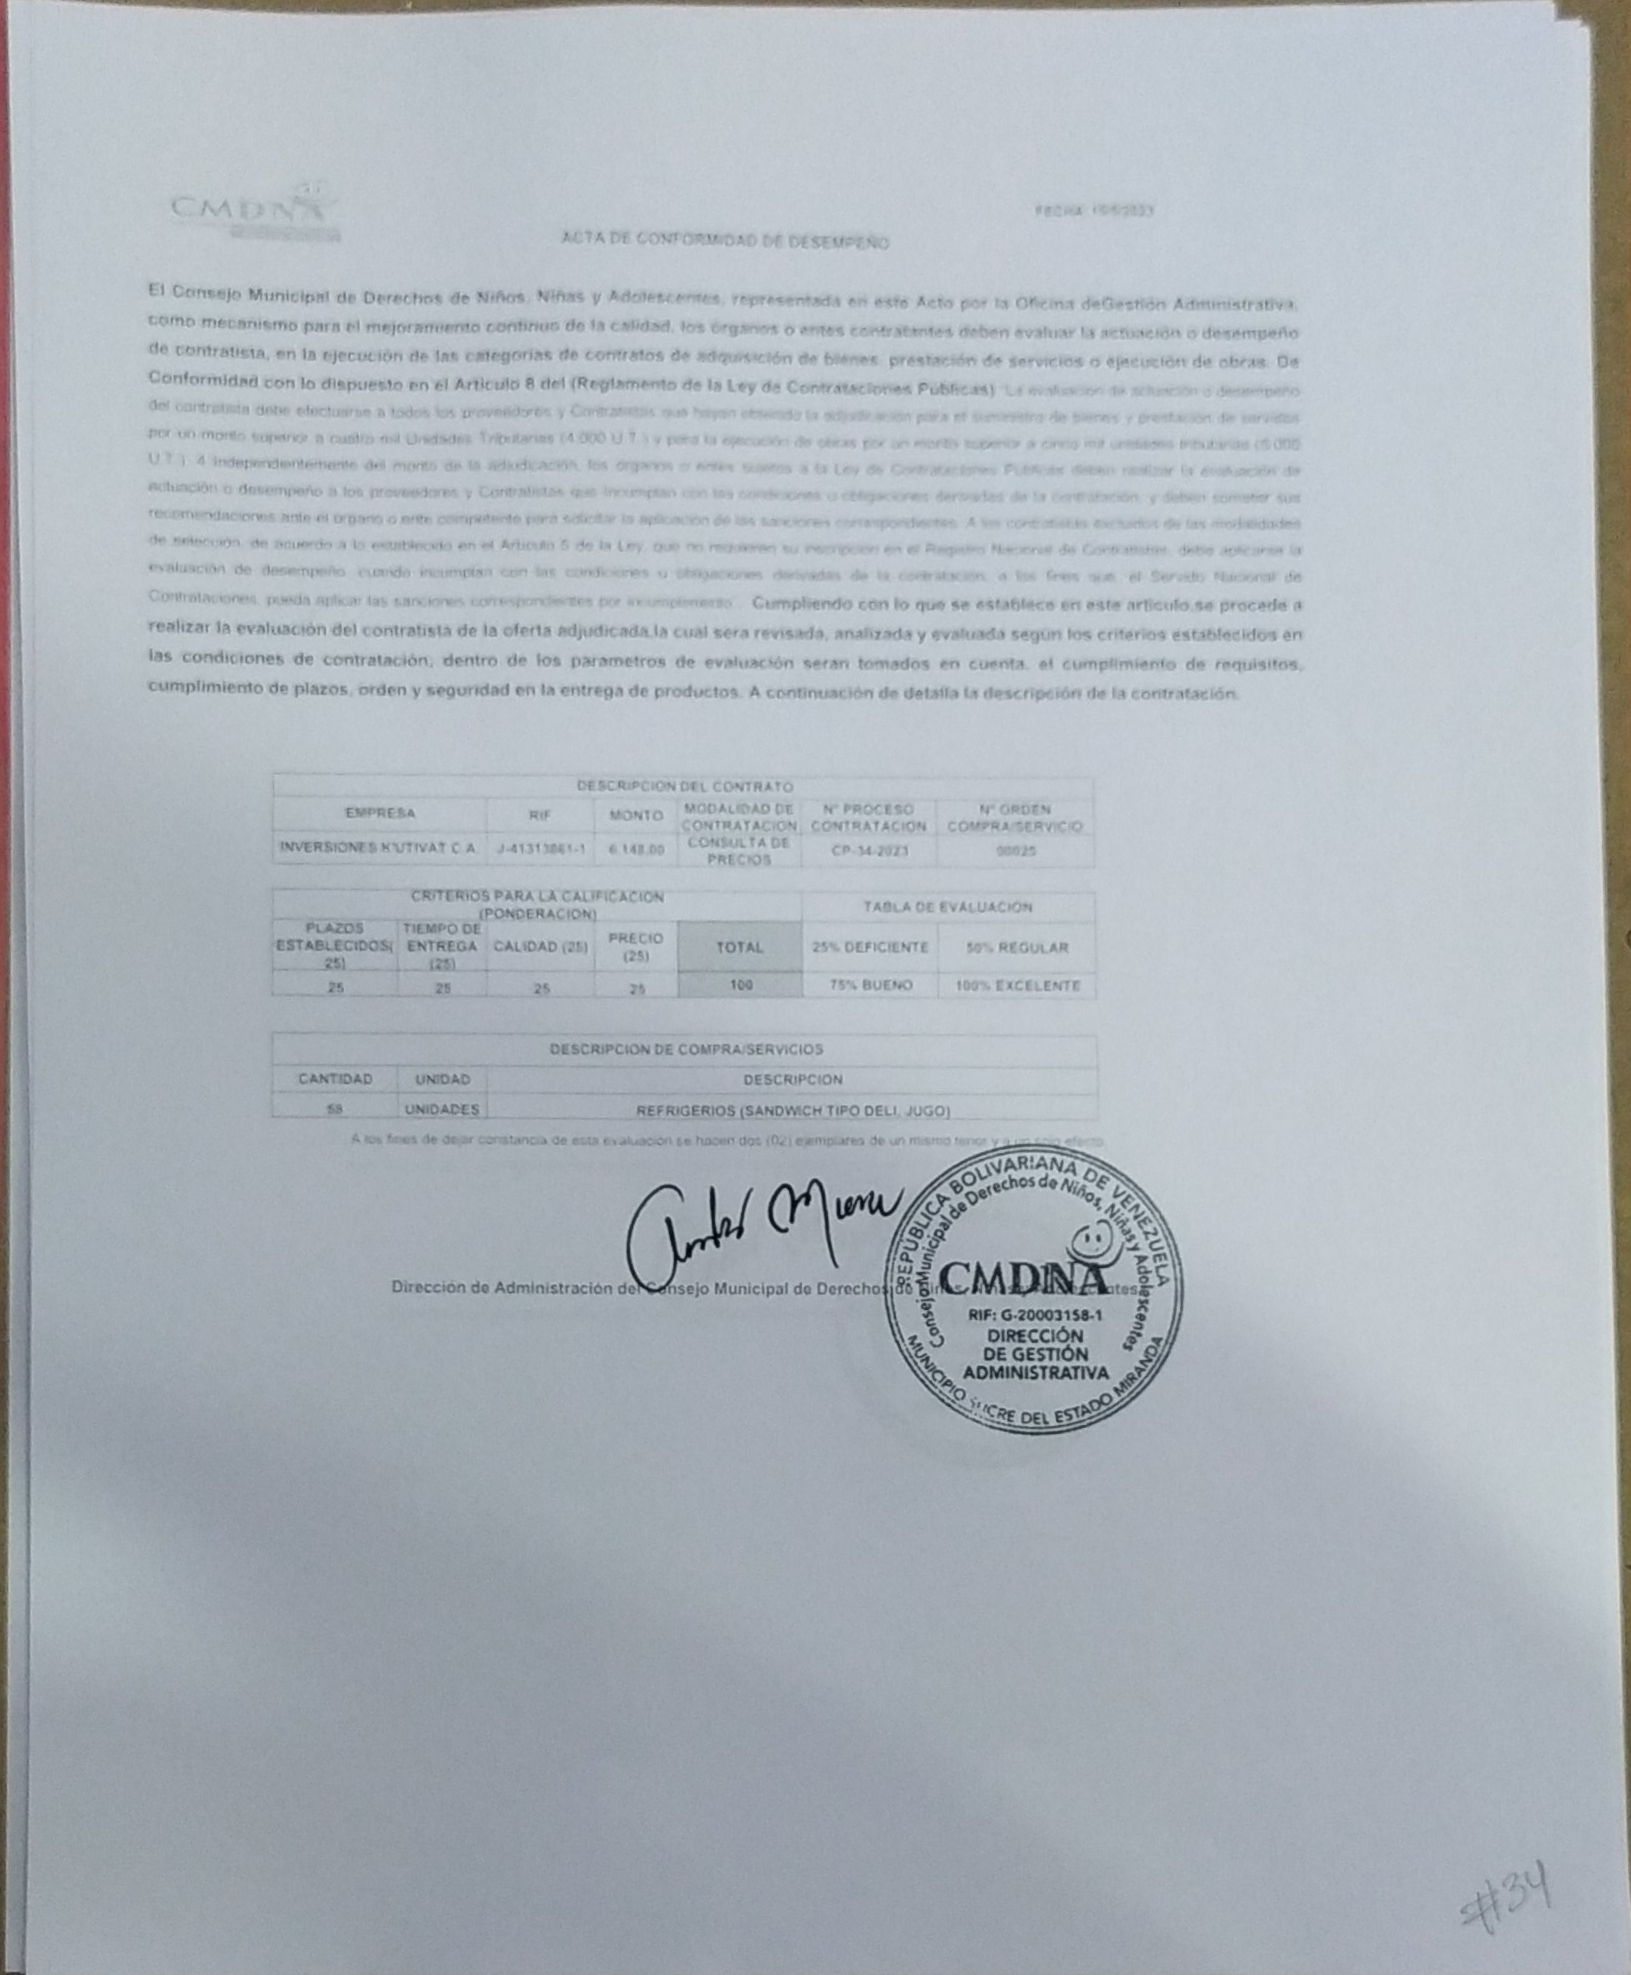 CMDNA
FECHA:
ACTA DE CONFORMIDAD DE DESEMPEÑO
El Consejo Municipal de Derechos de Niños, Niñas y Adolescentes, representada en este Acto por la Oficina deGestión Administrativa,
como mecanismo para el mejoramiento continuo de la calidad, los órganos o entes contratantes deben evaluar la actuación o desempeño
de contratista, en la ejecución de las categorias de contratos de adquisición de bienes, prestación de servicios o ejecución de obras. De
Conformidad con lo dispuesto en el Articulo 8 del (Reglamento de la Ley de Contrataciones Públicas) "La evaluación de actuación o desempeño
del contratista debe efectuarse a todos los proveedores y Contratistas que hayan obtenido la adjudicación para el suministro de bienes y prestación de servicios
por un monto superior a cuatro mil Unidades Tributarias (4.000 U.T.) y para la ejecución de obras por un monto superior a cinco mil unidades tributarias (5.000
U.T.). 4 Independientemente del monto de la adjudicación, los órganos o entes sujetos a la Ley de Contrataciones Públicas deben realizar la evaluación de
actuación o desempeño a los proveedores y Contratistas que incumplan con las condiciones u obligaciones derivadas de la contratación, y deben someter sus
recomendaciones ante el órgano o ente competente para solicitar la aplicación de las sanciones correspondientes. A los contratistas excluidos de las modalidades
de selección, de acuerdo a lo establecido en el Articulo 5 de la Ley, que no requieren su inscripción en el Registro Nacional de Contratistas, debe aplicarse la
evaluación de desempeño, cuando incumplan con las condiciones u obligaciones derivadas de la contratación, a los fines que, el Servicio Nacional de
Contrataciones, pueda aplicar las sanciones correspondientes por incumplimiento". Cumpliendo con lo que se establece en este articulo,se procede a
realizar la evaluación del contratista de la oferta adjudicada,la cual sera revisada, analizada y evaluada según los criterios establecidos en
las condiciones de contratación, dentro de los parametros de evaluación seran tomados en cuenta, el cumplimiento de requisitos,
cumplimiento de plazos, orden y seguridad en la entrega de productos. A continuación de detalla la descripción de la contratación.
DESCRIPCION DEL CONTRATO
EMPRESA RIF MONTO MODALIDAD DE CONTRATACION N° PROCESO CONTRATACION N° ORDEN COMPRA/SERVICIO
INVERSIONES K'UTIVAT C.A J-41313861-1 6.148,00 CONSULTA DE PRECIOS CP-34-2023 00025
CRITERIOS PARA LA CALIFICACION (PONDERACION) TABLA DE EVALUACION
PLAZOS ESTABLECIDOS( 25) TIEMPO DE ENTREGA (25) CALIDAD (25) PRECIO (25) TOTAL 25% DEFICIENTE 50% REGULAR
25 25 25 25 100 75% BUENO 100% EXCELENTE
DESCRIPCION DE COMPRA/SERVICIOS
CANTIDAD UNIDAD DESCRIPCION
58 UNIDADES REFRIGERIOS (SANDWICH TIPO DELI, JUGO)
A los fines de dejar constancia de esta evaluación se hacen dos (02) ejemplares de un mismo tenor y a un solo efecto
Dirección de Administración del Consejo Municipal de Derechos de Niños, Niñas y Adolescentes
REPÚBLICA BOLIVARIANA DE VENEZUELA
Consejo Municipal de Derechos de Niños, Niñas y Adolescentes
CMDNA
RIF: G-20003158-1
DIRECCIÓN
DE GESTIÓN
ADMINISTRATIVA
MUNICIPIO SUCRE DEL ESTADO MIRANDA
#34